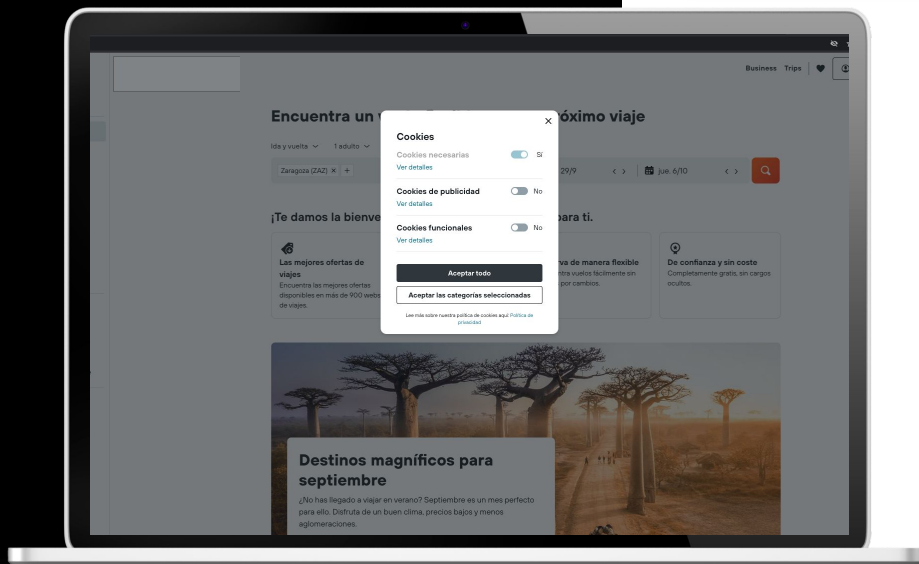 Business Trips
Encuentra un
óximo viaje
Ida y vuelta 1 adulto
Zaragoza (ZAZ) × +
29/9
jue. 6/10
¡Te damos la bienve
para ti.
Las mejores ofertas de
viajes
Encuentra las mejores ofertas
disponibles en más de 900 webs
de viajes.
va de manera flexible
ntra vuelos fácilmente sin
por cambios.
De confianza y sin coste
Completamente gratis, sin cargos
ocultos.
Cookies
Cookies necesarias Sí
Ver detalles
Cookies de publicidad No
Ver detalles
Cookies funcionales No
Ver detalles
Aceptar todo
Aceptar las categorías seleccionadas
Lee más sobre nuestra política de cookies aquí: Política de
privacidad
Destinos magníficos para
septiembre
¿No has llegado a viajar en verano? Septiembre es un mes perfecto
para ello. Disfruta de un buen clima, precios bajos y menos
aglomeraciones.